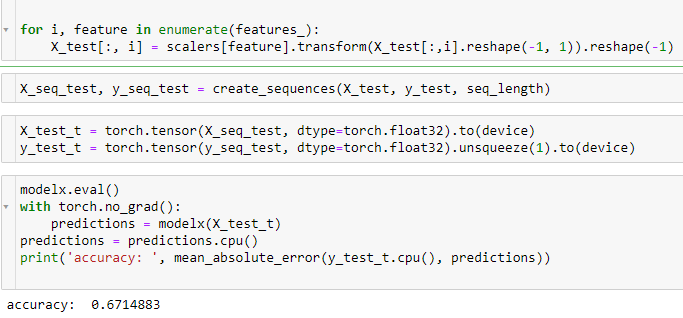 for i, feature in enumerate(features_):
    X_test[:, i] = scalers[feature].transform(X_test[:,i].reshape(-1, 1)).reshape(-1)
X_seq_test, y_seq_test = create_sequences(X_test, y_test, seq_length)
X_test_t = torch.tensor(X_seq_test, dtype=torch.float32).to(device)
y_test_t = torch.tensor(y_seq_test, dtype=torch.float32).unsqueeze(1).to(device)
modelx.eval()
with torch.no_grad():
    predictions = modelx(X_test_t)
predictions = predictions.cpu()
print('accuracy: ', mean_absolute_error(y_test_t.cpu(), predictions))
accuracy:  0.6714883